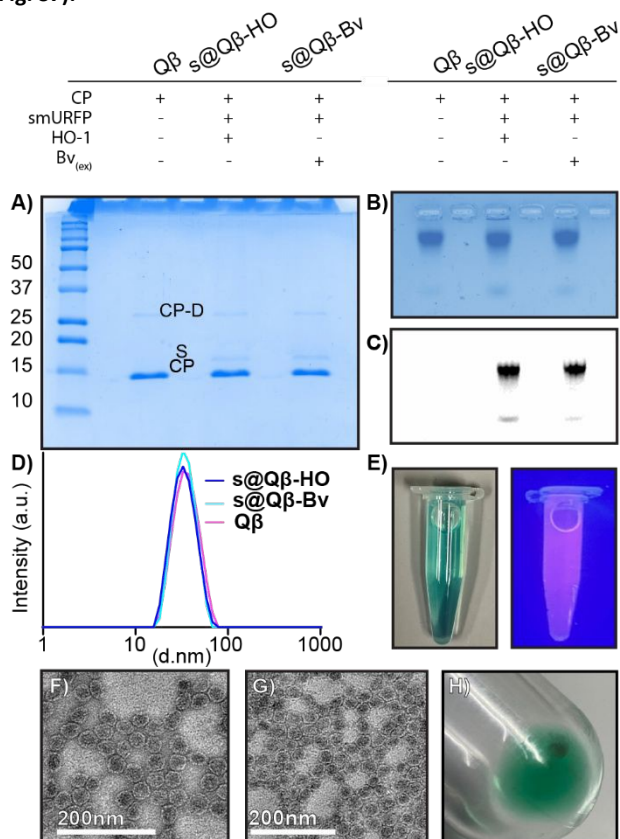 Qβ s@Qβ-HO s@Qβ-Bv Qβ s@Qβ-HO s@Qβ-Bv
CP + + + + + +
smURFP - + + - + +
HO-1 - + - - + -
Bv(ex) - - + - - +
A)
50
37
25
20
15
10
CP-D
S
CP
B)
C)
D)
Intensity (a.u.)
s@Qβ-HO
s@Qβ-Bv
Qβ
1 10 100 1000
(d.nm)
E)
F)
200nm
G)
200nm
H)